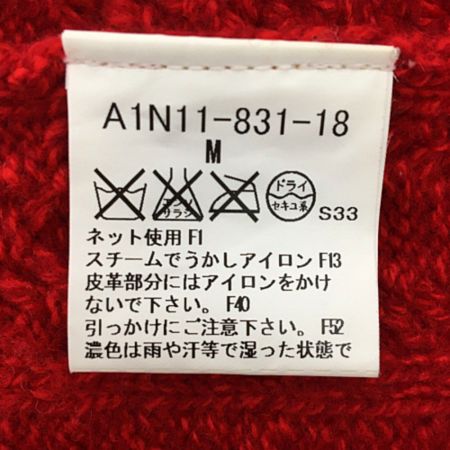 A1N11-831-18
M
エンソ
サラシ
ドライ
セキユ系
S33
ネット使用 F1
スチームでうかしアイロン F13
皮革部分にはアイロンをかけ
ないで下さい。 F40
引っかけにご注意下さい。 F52
濃色は雨や汗等で湿った状態で